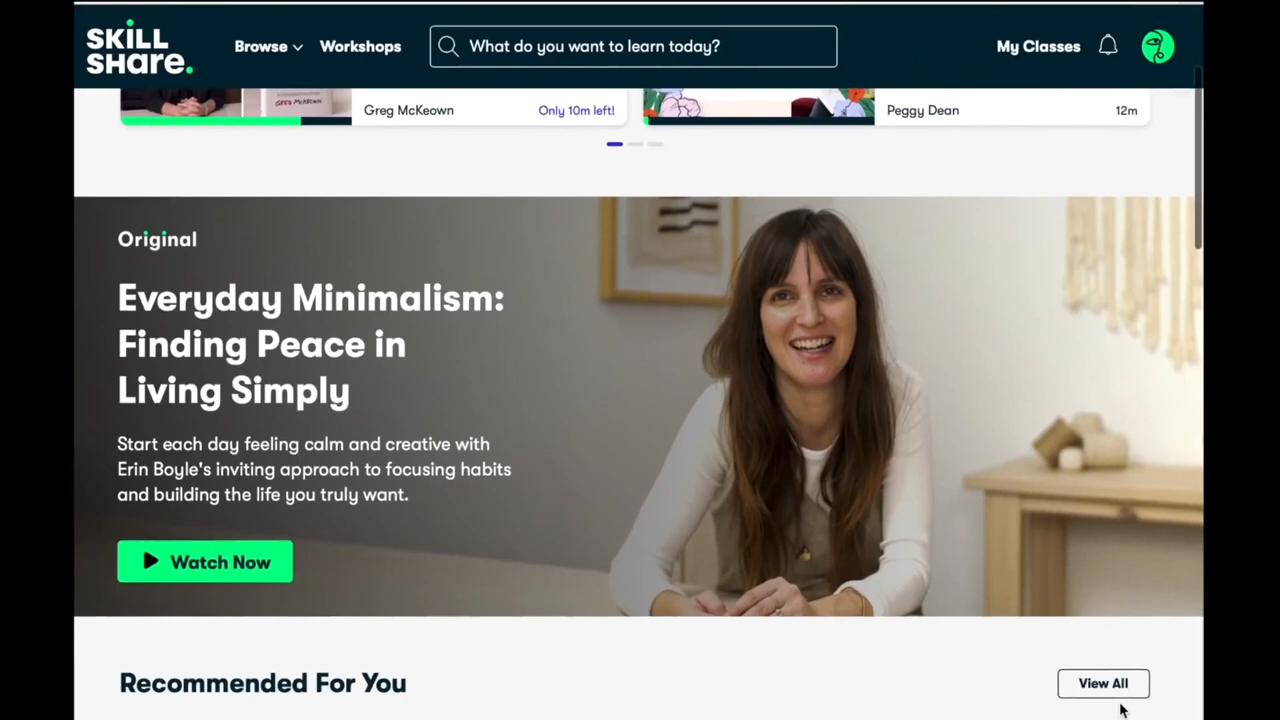 SKILL
SHare.
Browse
Workshops
What do you want to learn today?
My Classes
GREG MCKEOWN
Greg McKeown
Only 10m left!
Peggy Dean
12m
Original
Everyday Minimalism:
Finding Peace in
Living Simply
Start each day feeling calm and creative with
Erin Boyle's inviting approach to focusing habits
and building the life you truly want.
Watch Now
Recommended For You
View All